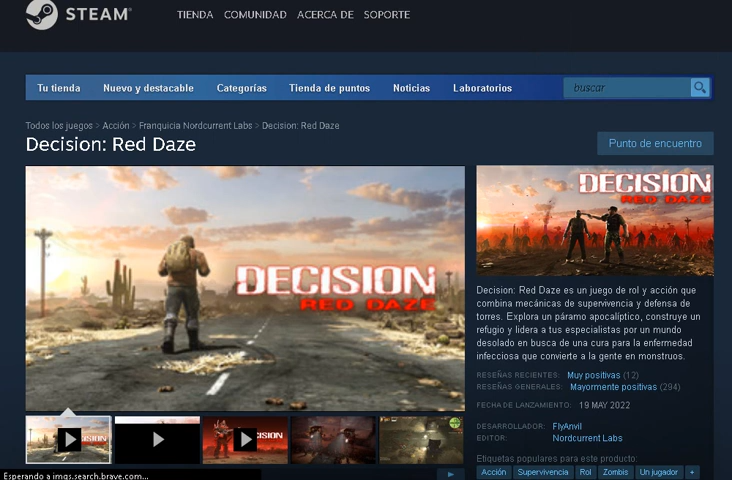 STEAM®
TIENDA COMUNIDAD ACERCA DE SOPORTE
Tu tienda Nuevo y destacable Categorías Tienda de puntos Noticias Laboratorios buscar
Todos los juegos > Acción > Franquicia Nordcurrent Labs > Decision: Red Daze
Decision: Red Daze
Punto de encuentro
DECISION
RED DAZE
DECISION
RED DAZE
Decision: Red Daze es un juego de rol y acción que
combina mecánicas de supervivencia y defensa de
torres. Explora un páramo apocalíptico, construye un
refugio y lidera a tus especialistas por un mundo
desolado en busca de una cura para la enfermedad
infecciosa que convierte a la gente en monstruos.
RESEÑAS RECIENTES: Muy positivas (12)
RESEÑAS GENERALES: Mayormente positivas (294)
FECHA DE LANZAMIENTO: 19 MAY 2022
DESARROLLADOR: FlyAnvil
EDITOR: Nordcurrent Labs
Etiquetas populares para este producto:
Acción Supervivencia Rol Zombis Un jugador +
Esperando a imgs.search.brave.com...